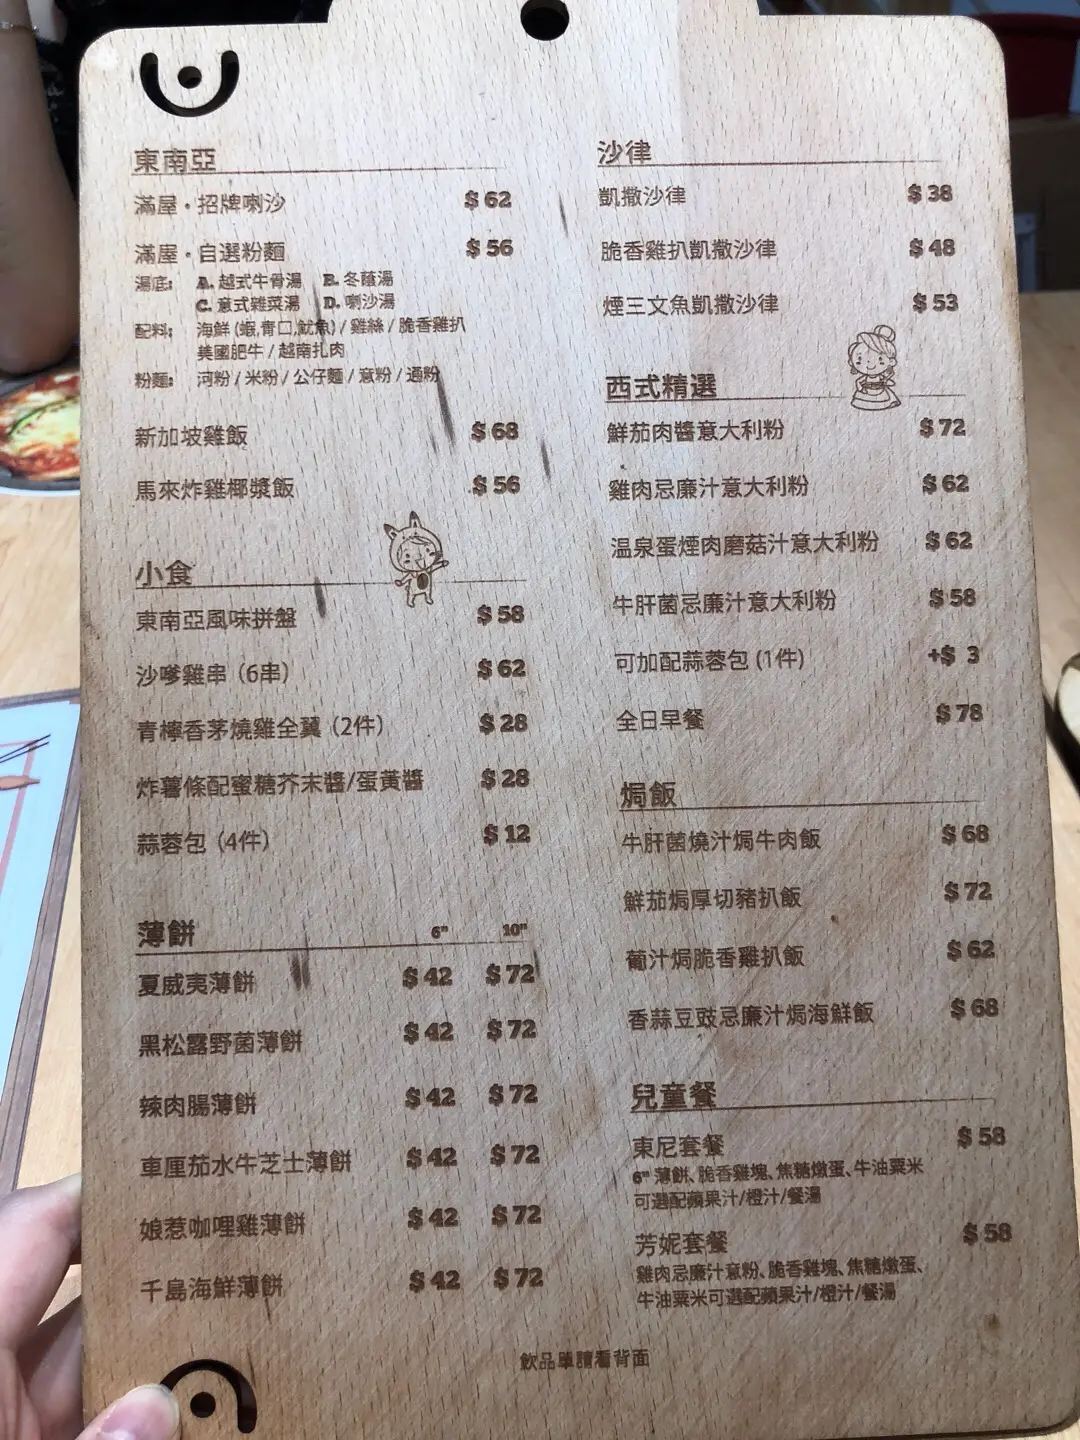 東南亞
滿屋・招牌喇沙 $62
滿屋・自選粉麵 $56
湯底: A. 越式牛骨湯 B. 冬蔭湯
C. 意式雜菜湯 D. 喇沙湯
配料: 海鮮 (蝦,青口,魷魚) / 雞絲 / 脆香雞扒
美國肥牛 / 越南扎肉
粉麵: 河粉 / 米粉 / 公仔麵 / 意粉 / 通粉
新加坡雞飯 $68
馬來炸雞椰漿飯 $56
小食
東南亞風味拼盤 $58
沙嗲雞串 (6串) $62
青檸香茅燒雞全翼 (2件) $28
炸薯條配蜜糖芥末醬/蛋黃醬 $28
蒜蓉包 (4件) $12
薄餅 6" 10"
夏威夷薄餅 $42 $72
黑松露野菌薄餅 $42 $72
辣肉腸薄餅 $42 $72
車厘茄水牛芝士薄餅 $42 $72
娘惹咖哩雞薄餅 $42 $72
千島海鮮薄餅 $42 $72
沙律
凱撒沙律 $38
脆香雞扒凱撒沙律 $48
煙三文魚凱撒沙律 $53
西式精選
鮮茄肉醬意大利粉 $72
雞肉忌廉汁意大利粉 $62
温泉蛋煙肉磨菇汁意大利粉 $62
牛肝菌忌廉汁意大利粉 $58
可加配蒜蓉包 (1件) +$ 3
全日早餐 $78
焗飯
牛肝菌燒汁焗牛肉飯 $68
鮮茄焗厚切豬扒飯 $72
葡汁焗脆香雞扒飯 $62
香蒜豆豉忌廉汁焗海鮮飯 $68
兒童餐
東尼套餐 $58
6" 薄餅、脆香雞塊、焦糖燉蛋、牛油粟米
可選配蘋果汁/橙汁/餐湯
芳妮套餐 $58
雞肉忌廉汁意粉、脆香雞塊、焦糖燉蛋、
牛油粟米可選配蘋果汁/橙汁/餐湯
飲品單請看背面